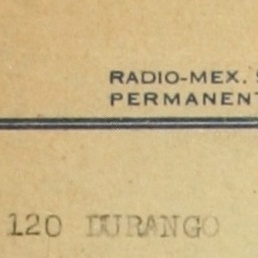 RADIO-MEX.
PERMANENT
120 DURANGO